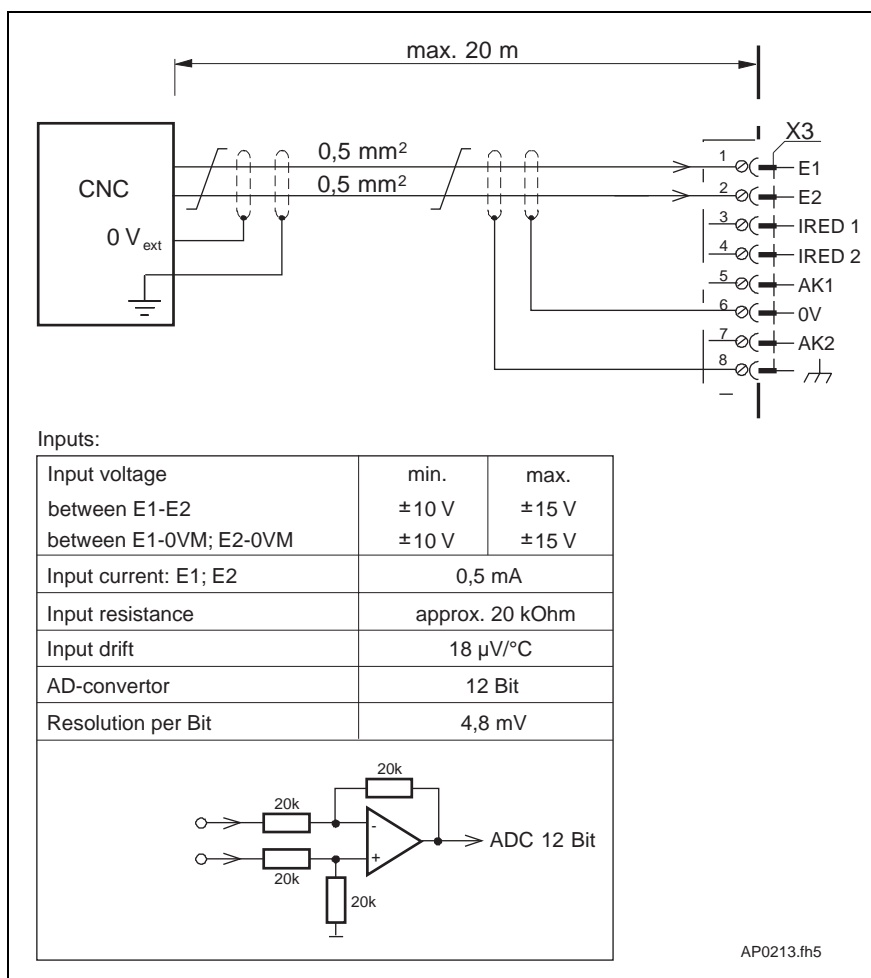 max. 20 m
X3
CNC
0,5 mm²
0,5 mm²
0 Vext
1 E1
2 E2
3 IRED 1
4 IRED 2
5 AK1
6 0V
7 AK2
8
Inputs:
Input voltage min. max.
between E1-E2 ±10 V ±15 V
between E1-0VM; E2-0VM ±10 V ±15 V
Input current: E1; E2 0,5 mA
Input resistance approx. 20 kOhm
Input drift 18 µV/°C
AD-convertor 12 Bit
Resolution per Bit 4,8 mV
20k
20k
-
+
ADC 12 Bit
20k
20k
AP0213.fh5